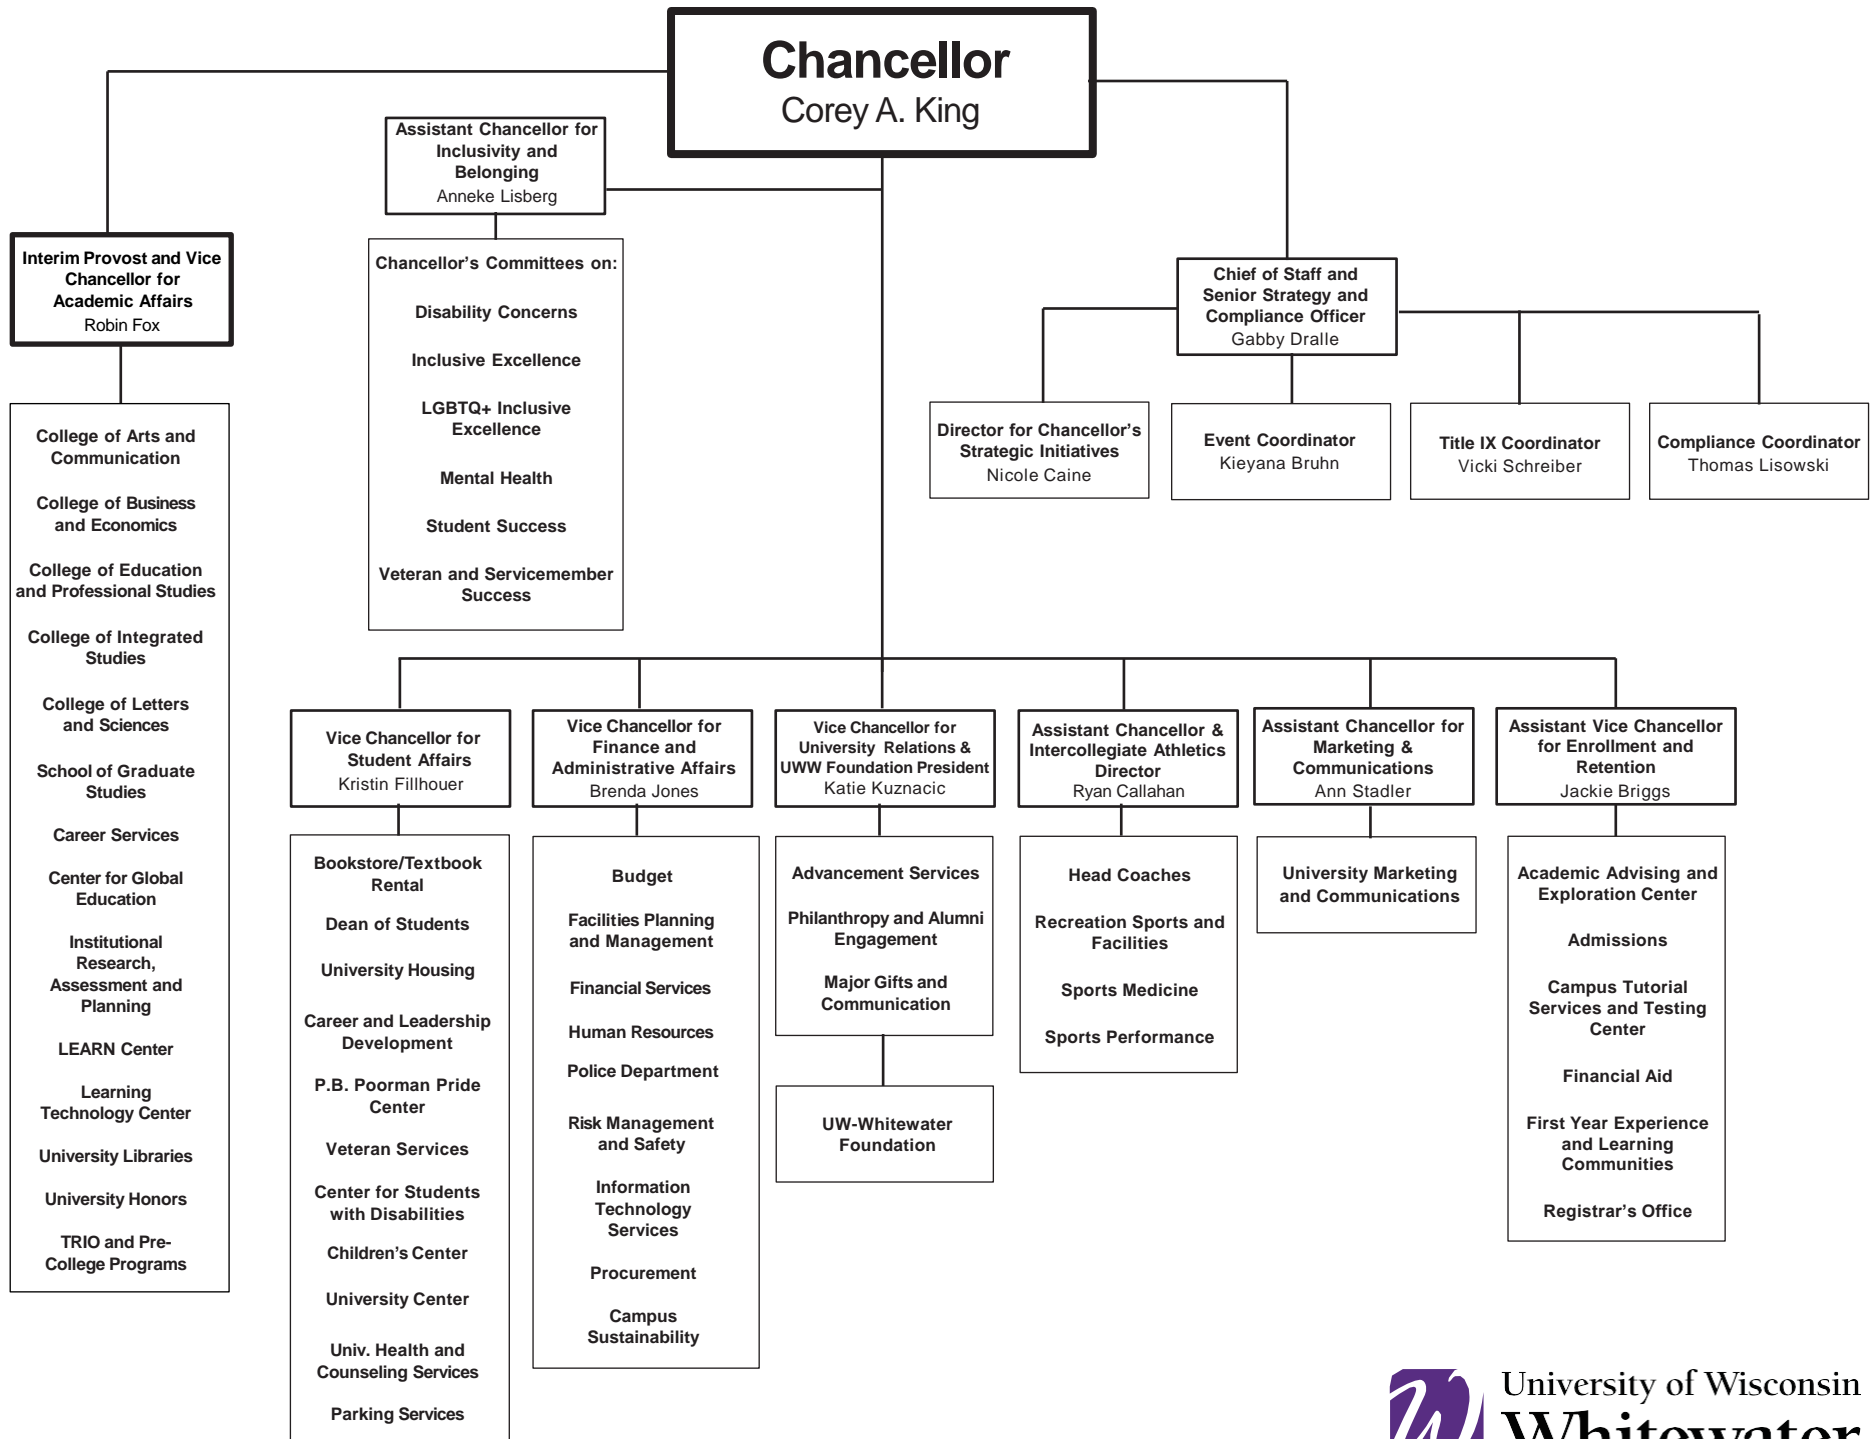 Chancellor
Corey A. King
Assistant Chancellor for
Inclusivity and
Belonging
Anneke Lisberg
Chancellor’s Committees on:
Disability Concerns
Inclusive Excellence
LGBTQ+ Inclusive
Excellence
Mental Health
Student Success
Veteran and Servicemember
Success
Interim Provost and Vice
Chancellor for
Academic Affairs
Robin Fox
College of Arts and
Communication
College of Business
and Economics
College of Education
and Professional Studies
College of Integrated
Studies
College of Letters
and Sciences
School of Graduate
Studies
Career Services
Center for Global
Education
Institutional
Research,
Assessment and
Planning
LEARN Center
Learning
Technology Center
University Libraries
University Honors
TRIO and Pre-
College Programs
Chief of Staff and
Senior Strategy and
Compliance Officer
Gabby Dralle
Director for Chancellor’s
Strategic Initiatives
Nicole Caine
Event Coordinator
Kieyana Bruhn
Title IX Coordinator
Vicki Schreiber
Compliance Coordinator
Thomas Lisowski
Vice Chancellor for
Student Affairs
Kristin Fillhouer
Bookstore/Textbook
Rental
Dean of Students
University Housing
Career and Leadership
Development
P.B. Poorman Pride
Center
Veteran Services
Center for Students
with Disabilities
Children’s Center
University Center
Univ. Health and
Counseling Services
Parking Services
Vice Chancellor for
Finance and
Administrative Affairs
Brenda Jones
Budget
Facilities Planning
and Management
Financial Services
Human Resources
Police Department
Risk Management
and Safety
Information
Technology
Services
Procurement
Campus
Sustainability
Vice Chancellor for
University Relations &
UWW Foundation President
Katie Kuznacic
Advancement Services
Philanthropy and Alumni
Engagement
Major Gifts and
Communication
UW-Whitewater
Foundation
Assistant Chancellor &
Intercollegiate Athletics
Director
Ryan Callahan
Head Coaches
Recreation Sports and
Facilities
Sports Medicine
Sports Performance
Assistant Chancellor for
Marketing &
Communications
Ann Stadler
University Marketing
and Communications
Assistant Vice Chancellor
for Enrollment and
Retention
Jackie Briggs
Academic Advising and
Exploration Center
Admissions
Campus Tutorial
Services and Testing
Center
Financial Aid
First Year Experience
and Learning
Communities
Registrar’s Office
University of Wisconsin
Whitewater